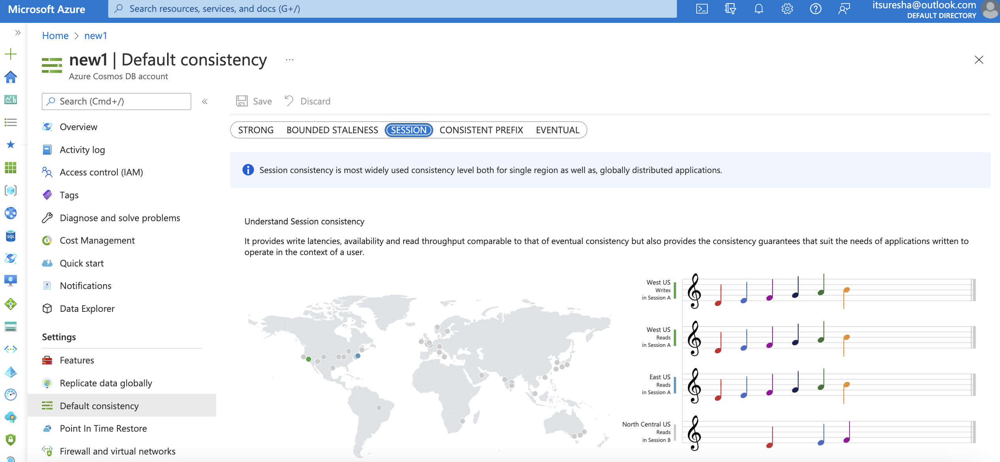 Microsoft Azure
Search resources, services, and docs (G+/)
itsuresha@outlook.com
DEFAULT DIRECTORY
Home > new1
new1 | Default consistency ...
Azure Cosmos DB account
Search (Cmd+/)
Overview
Activity log
Access control (IAM)
Tags
Diagnose and solve problems
Cost Management
Quick start
Notifications
Data Explorer
Settings
Features
Replicate data globally
Default consistency
Point In Time Restore
Firewall and virtual networks
SQL
Save Discard
STRONG BOUNDED STALENESS SESSION CONSISTENT PREFIX EVENTUAL
Session consistency is most widely used consistency level both for single region as well as, globally distributed applications.
Understand Session consistency
It provides write latencies, availability and read throughput comparable to that of eventual consistency but also provides the consistency guarantees that suit the needs of applications written to
operate in the context of a user.
West US
Writes
in Session A
West US
Reads
in Session A
East US
Reads
in Session A
North Central US
Reads
in Session B